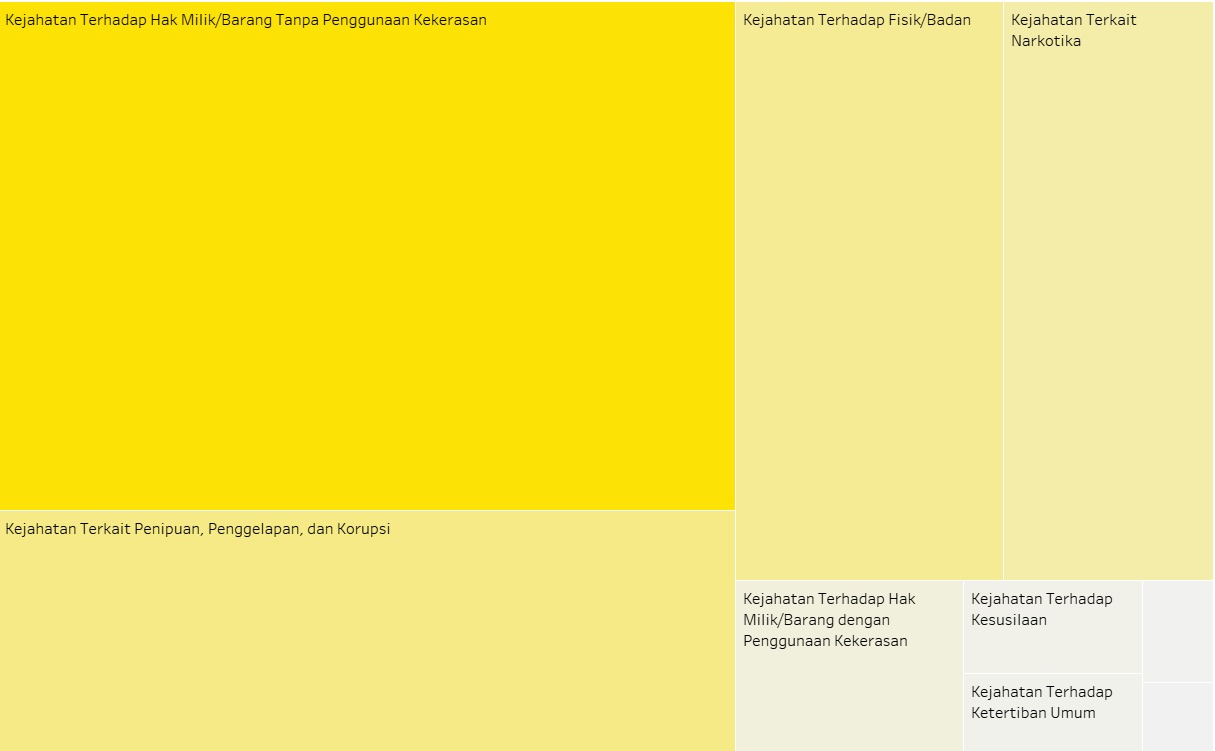 Kejahatan Terhadap Hak Milik/Barang Tanpa Penggunaan Kekerasan
Kejahatan Terkait Penipuan, Penggelapan, dan Korupsi
Kejahatan Terhadap Fisik/Badan
Kejahatan Terkait
Narkotika
Kejahatan Terhadap Hak
Milik/Barang dengan
Penggunaan Kekerasan
Kejahatan Terhadap
Kesusilaan
Kejahatan Terhadap
Ketertiban Umum